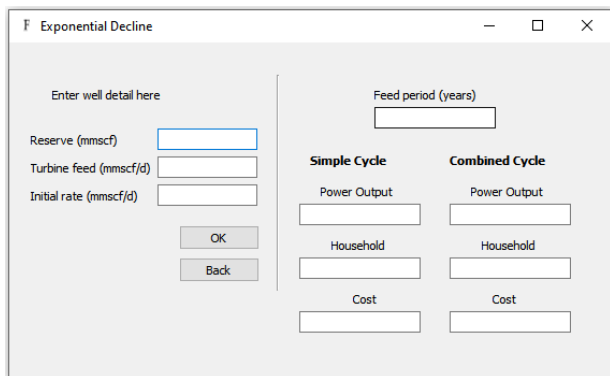 F Exponential Decline
Enter well detail here
Reserve (mmscf)
Turbine feed (mmscf/d)
Initial rate (mmscf/d)
OK
Back
Feed period (years)
Simple Cycle Combined Cycle
Power Output Power Output
Household Household
Cost Cost